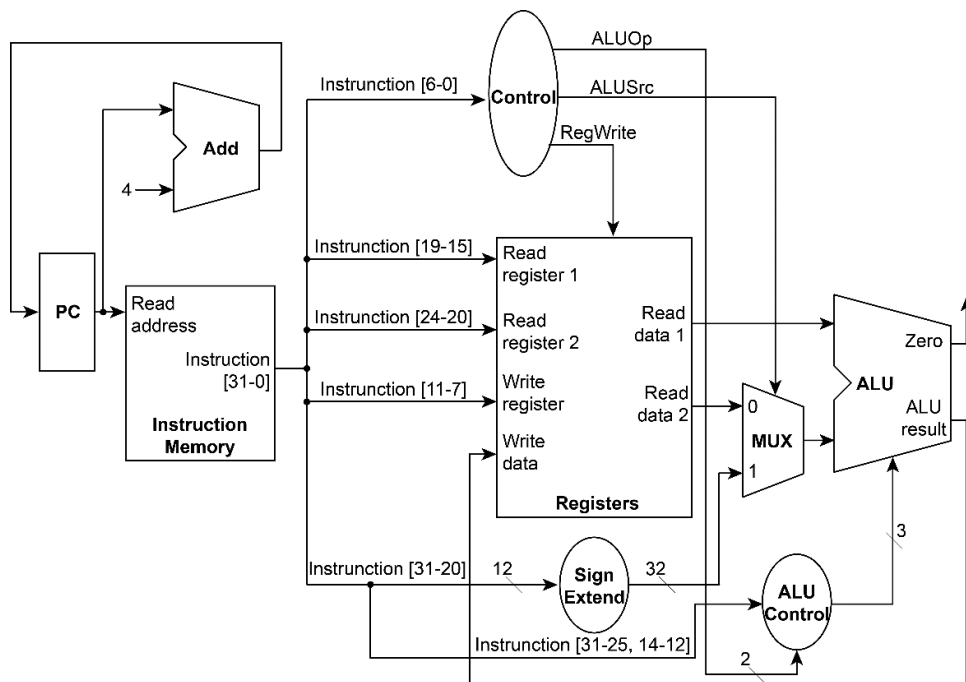 ALUOp
Instrunction [6-0]
Control
ALUSrc
RegWrite
Add
4
PC
Read
address
Instruction
[31-0]
Instruction
Memory
Instrunction [19-15]
Instrunction [24-20]
Instrunction [11-7]
Read
register 1
Read
register 2
Write
register
Write
data
Read
data 1
Read
data 2
Registers
0
MUX
1
Zero
ALU
ALU
result
3
Instrunction [31-20]
12
Sign
Extend
32
ALU
Control
Instrunction [31-25, 14-12]
2